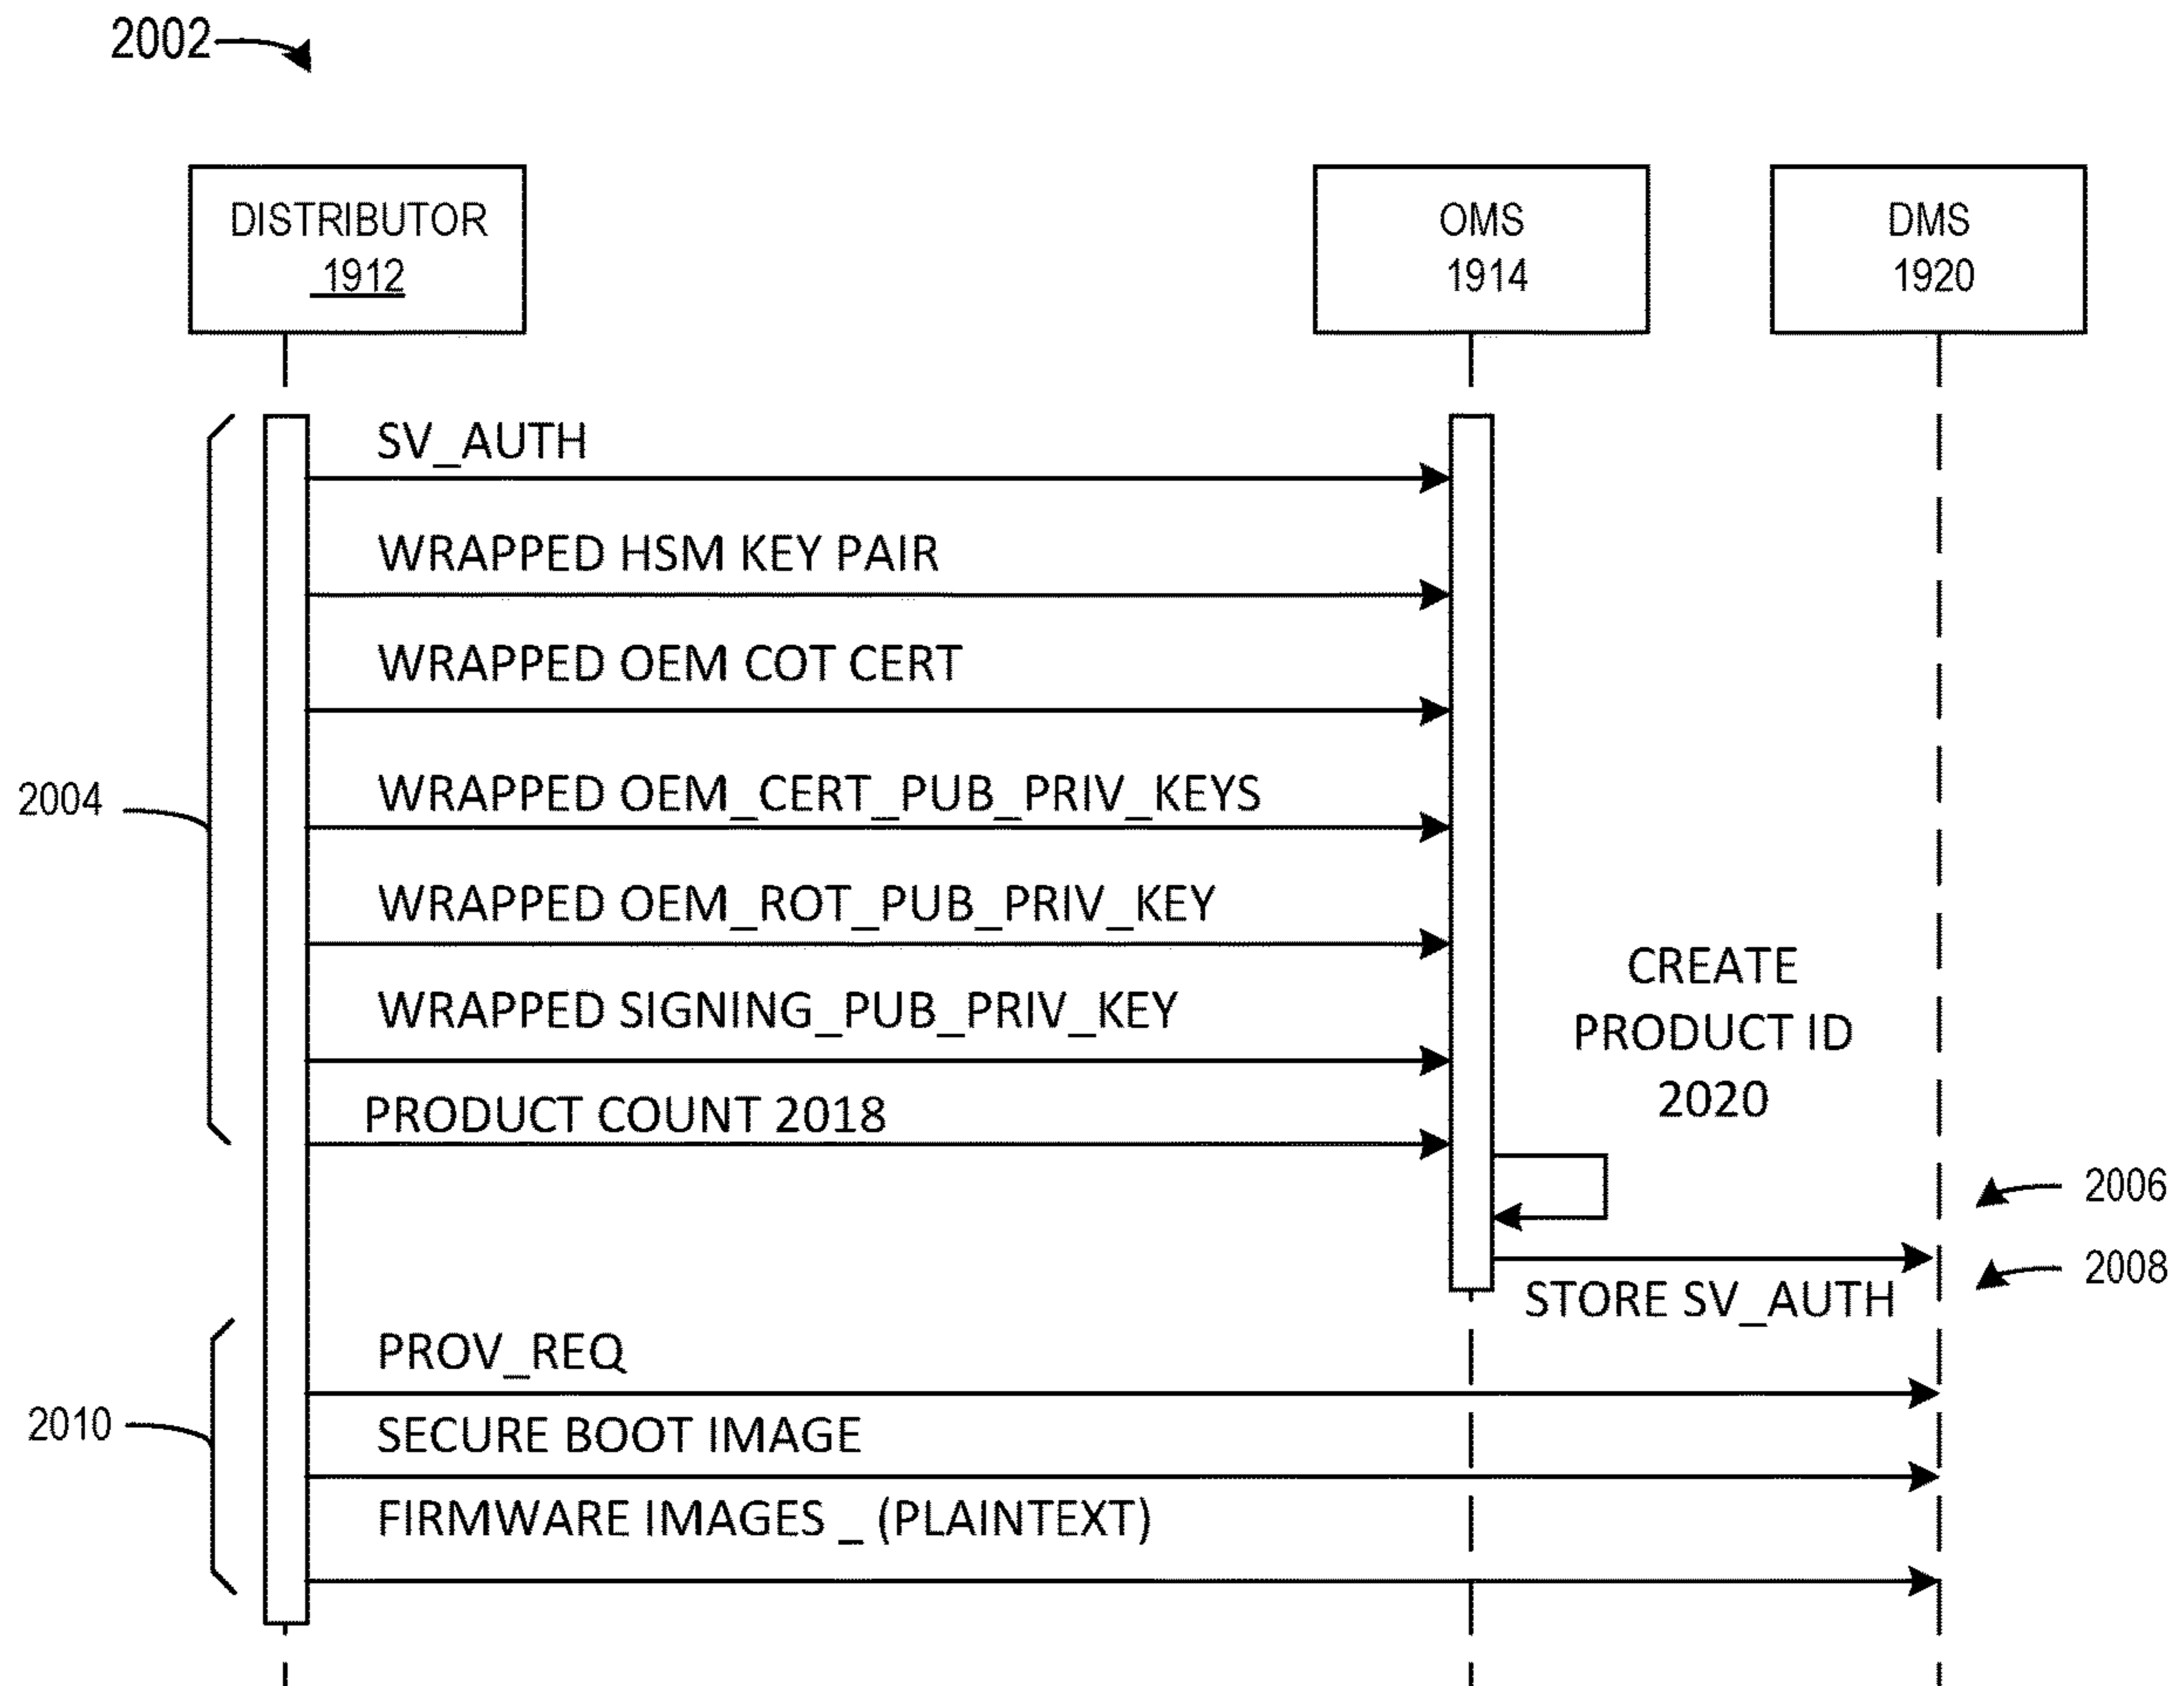 2002
DISTRIBUTOR
1912
OMS
1914
DMS
1920
SV_AUTH
WRAPPED HSM KEY PAIR
WRAPPED OEM COT CERT
2004
WRAPPED OEM_CERT_PUB_PRIV_KEYS
WRAPPED OEM_ROT_PUB_PRIV_KEY
WRAPPED SIGNING_PUB_PRIV_KEY
PRODUCT COUNT 2018
CREATE
PRODUCT ID
2020
2006
2008
STORE SV_AUTH
2010
PROV_REQ
SECURE BOOT IMAGE
FIRMWARE IMAGES _ (PLAINTEXT)